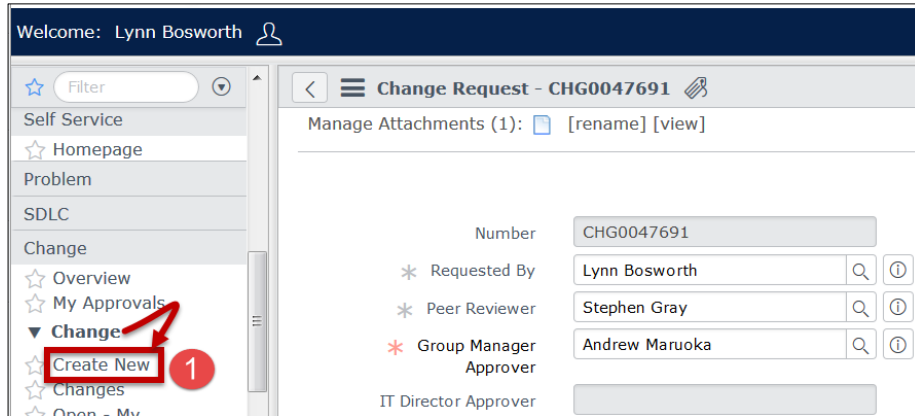 Welcome: Lynn Bosworth
Filter
Self Service
Homepage
Problem
SDLC
Change
Overview
My Approvals
Change
Create New
1
Changes
Open - My
Change Request - CHG0047691
Manage Attachments (1): [rename] [view]
Number CHG0047691
Requested By Lynn Bosworth
Peer Reviewer Stephen Gray
Group Manager Approver Andrew Maruoka
IT Director Approver